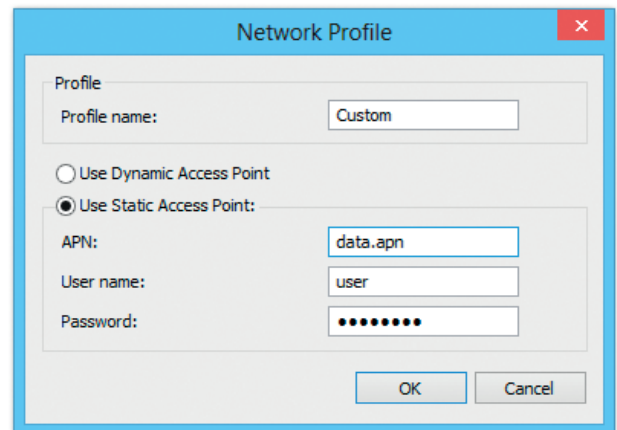 Network Profile
Profile
Profile name: Custom
Use Dynamic Access Point
Use Static Access Point:
APN: data.apn
User name: user
Password: ••••••••
OK Cancel